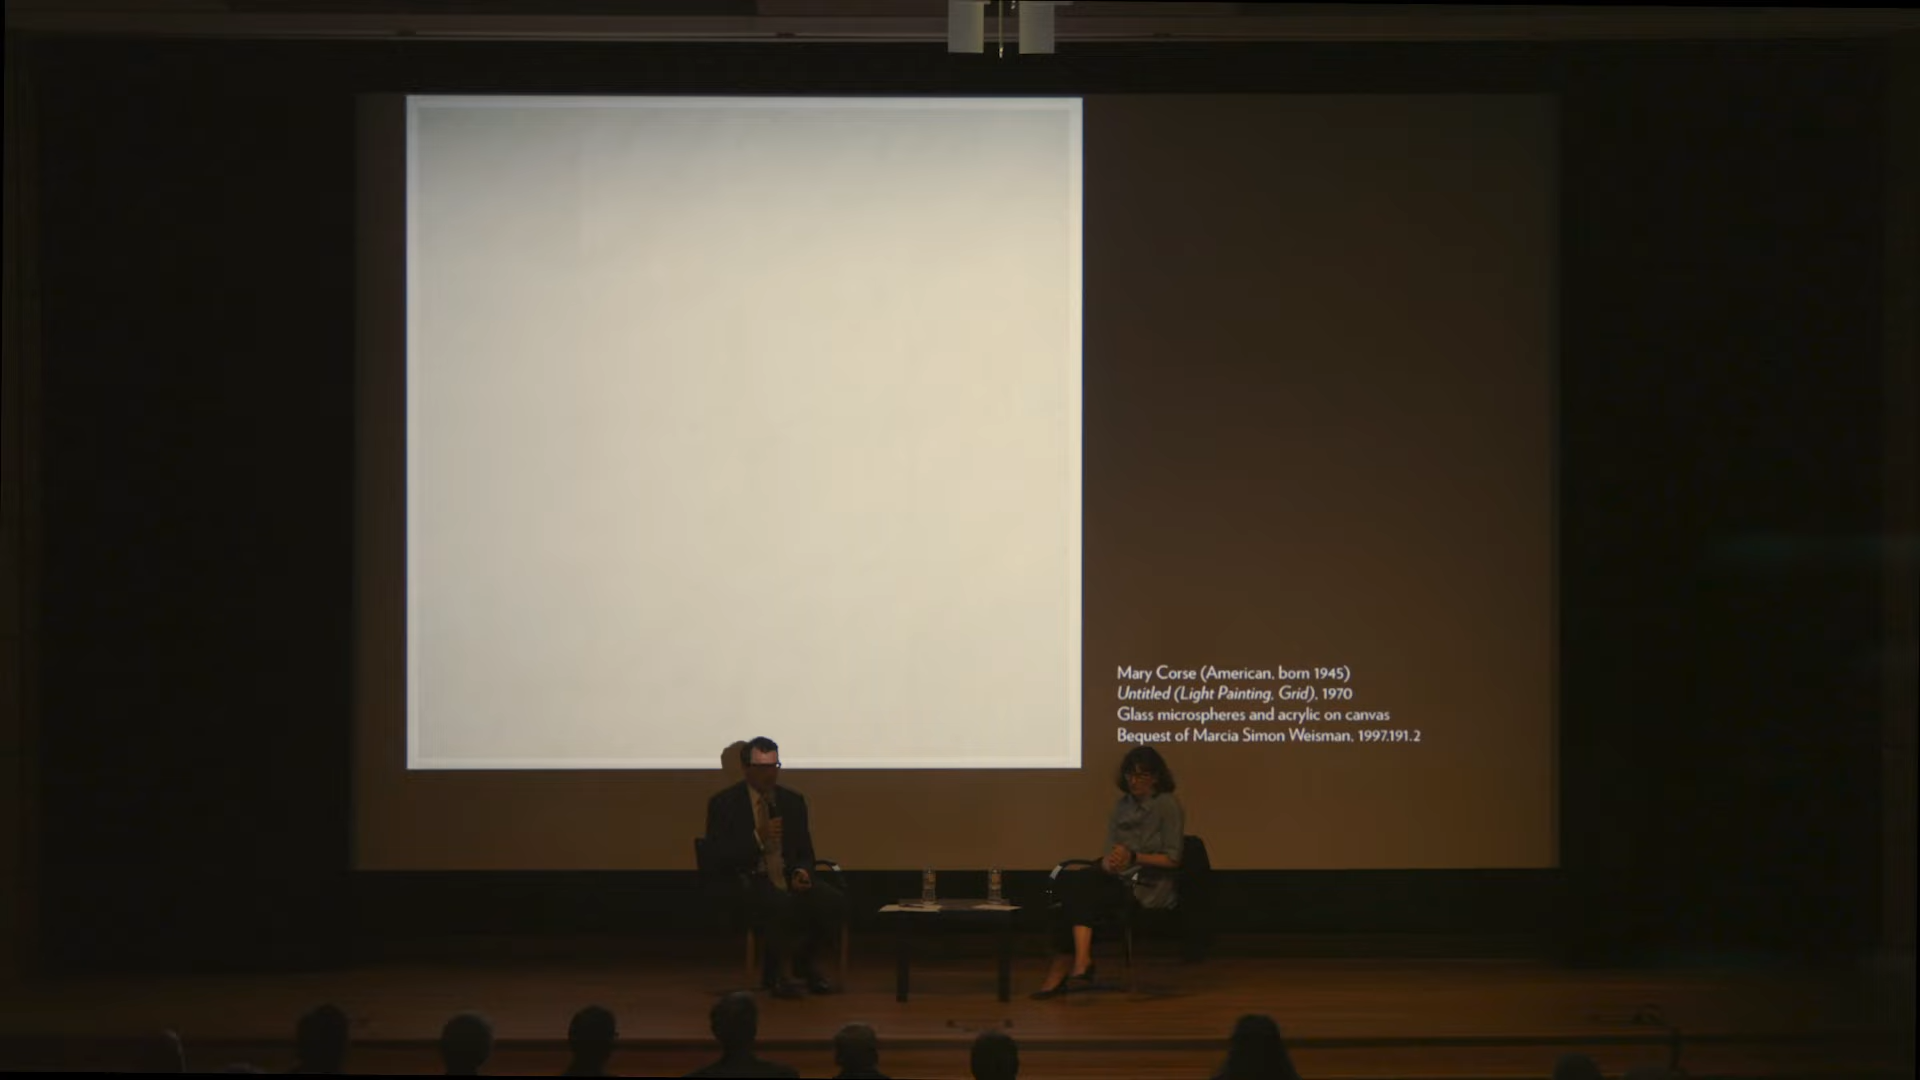 Mary Corse (American, born 1945)
Untitled (Light Painting, Grid), 1970
Glass microspheres and acrylic on canvas
Bequest of Marcia Simon Weisman, 1997.191.2